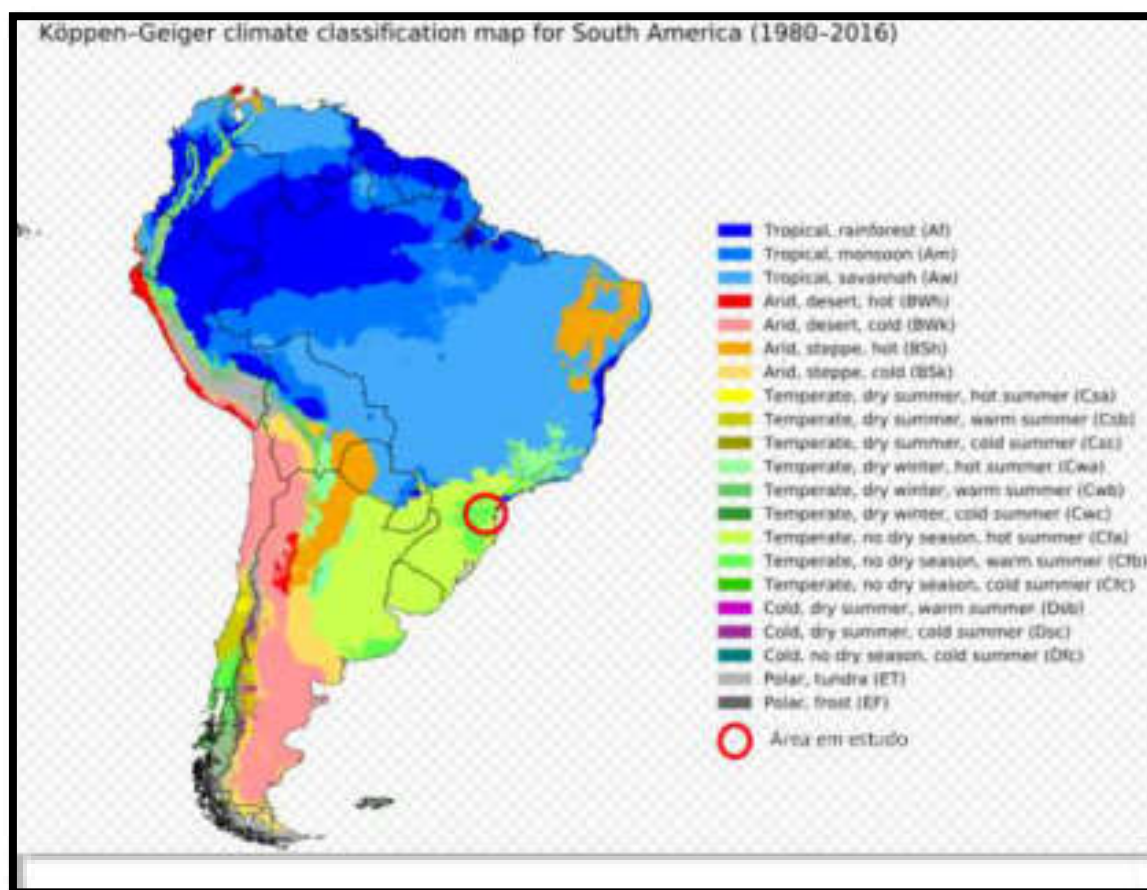 Köppen–Geiger climate classification map for South America (1980–2016)
Tropical, rainforest (Af)
Tropical, monsoon (Am)
Tropical, savannah (Aw)
Arid, desert, hot (BWh)
Arid, desert, cold (BWk)
Arid, steppe, hot (BSh)
Arid, steppe, cold (BSk)
Temperate, dry summer, hot summer (Csa)
Temperate, dry summer, warm summer (Csb)
Temperate, dry summer, cold summer (Csc)
Temperate, dry winter, hot summer (Cwa)
Temperate, dry winter, warm summer (Cwb)
Temperate, dry winter, cold summer (Cwc)
Temperate, no dry season, hot summer (Cfa)
Temperate, no dry season, warm summer (Cfb)
Temperate, no dry season, cold summer (Cfc)
Cold, dry summer, warm summer (Dsb)
Cold, dry summer, cold summer (Dsc)
Cold, no dry season, cold summer (Dfc)
Polar, tundra (ET)
Polar, frost (EF)
Área em estudo